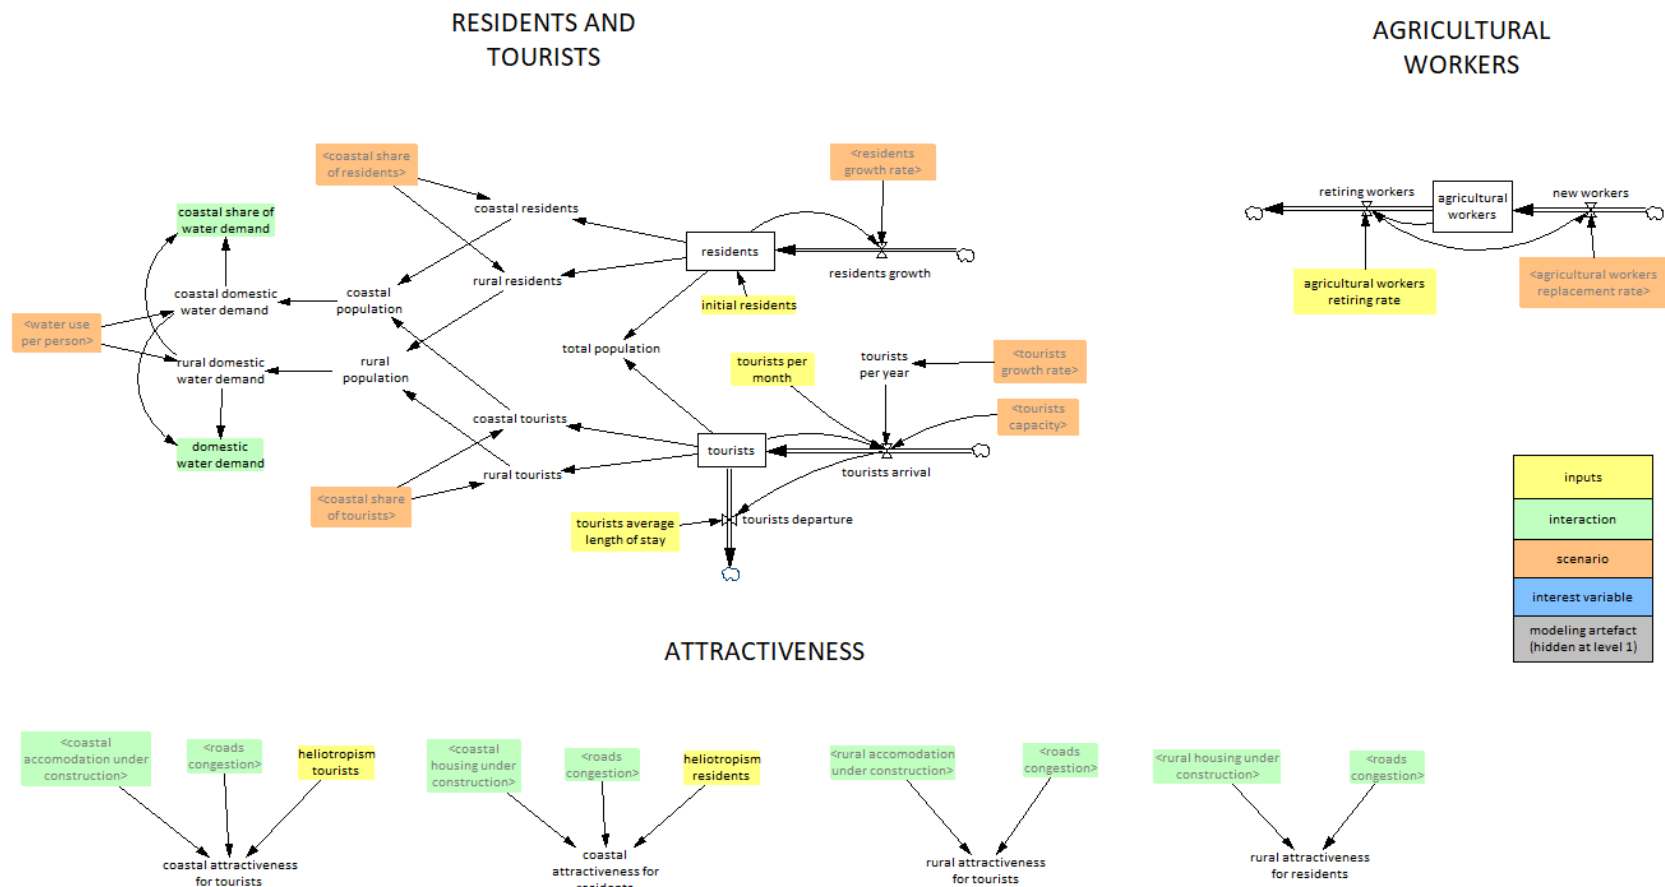 RESIDENTS AND
TOURISTS
AGRICULTURAL
WORKERS
<coastal share
of residents>
<residents
growth rate>
coastal share of
water demand
coastal residents
residents
residents growth
rural residents
initial residents
coastal domestic
water demand
coastal
population
<water use
per person>
rural domestic
water demand
rural
population
total population
tourists per
month
tourists
per year
<tourists
growth rate>
<tourists
capacity>
coastal tourists
domestic
water demand
tourists
tourists arrival
rural tourists
<coastal share
of tourists>
tourists average
length of stay
tourists departure
retiring workers
agricultural
workers
new workers
agricultural workers
retiring rate
<agricultural workers
replacement rate>
inputs
interaction
scenario
interest variable
modeling artefact
(hidden at level 1)
ATTRACTIVENESS
<coastal
accomodation under
construction>
<roads
congestion>
heliotropism
tourists
coastal attractiveness
for tourists
<coastal
housing under
construction>
<roads
congestion>
heliotropism
residents
coastal
attractiveness for
residents
<rural accomodation
under construction>
<roads
congestion>
rural attractiveness
for tourists
<rural housing under
construction>
<roads
congestion>
rural attractiveness
for residents